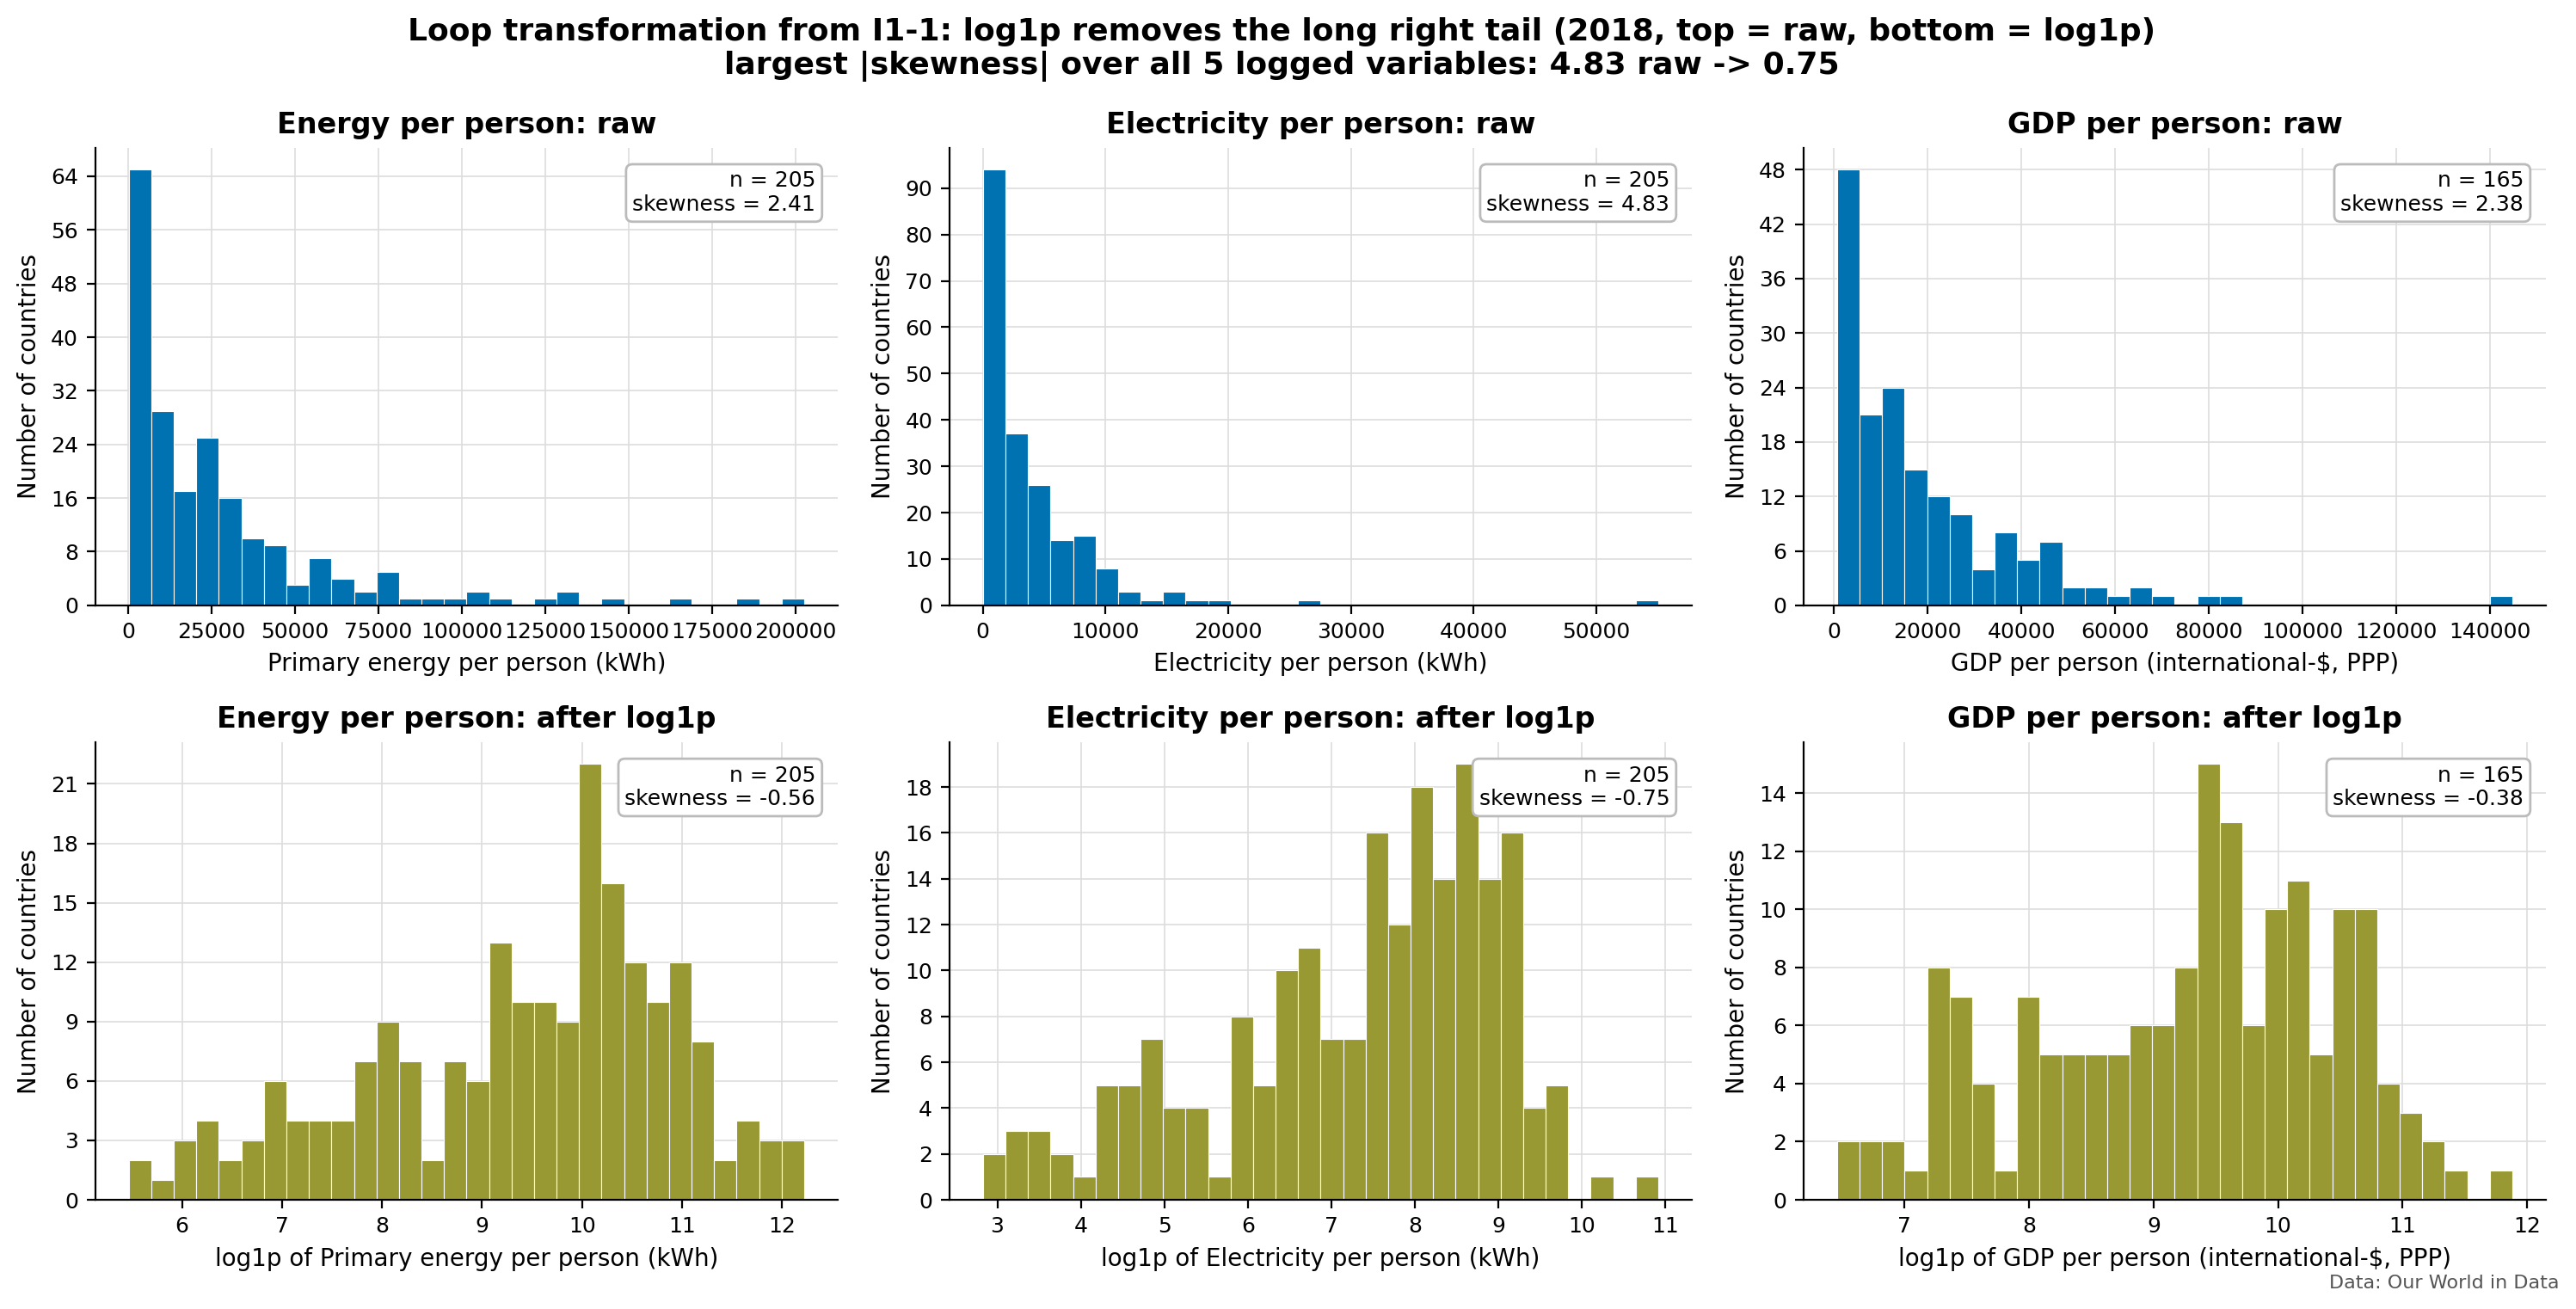 Loop transformation from I1-1: log1p removes the long right tail (2018, top = raw, bottom = log1p)
largest |skewness| over all 5 logged variables: 4.83 raw -> 0.75
Energy per person: raw
n = 205
skewness = 2.41
Number of countries
64
56
48
40
32
24
16
8
0
0 25000 50000 75000 100000 125000 150000 175000 200000
Primary energy per person (kWh)
Electricity per person: raw
n = 205
skewness = 4.83
Number of countries
90
80
70
60
50
40
30
20
10
0
0 10000 20000 30000 40000 50000
Electricity per person (kWh)
GDP per person: raw
n = 165
skewness = 2.38
Number of countries
48
42
36
30
24
18
12
6
0
0 20000 40000 60000 80000 100000 120000 140000
GDP per person (international-$, PPP)
Energy per person: after log1p
n = 205
skewness = -0.56
Number of countries
21
18
15
12
9
6
3
0
6 7 8 9 10 11 12
log1p of Primary energy per person (kWh)
Electricity per person: after log1p
n = 205
skewness = -0.75
Number of countries
18
16
14
12
10
8
6
4
2
0
3 4 5 6 7 8 9 10 11
log1p of Electricity per person (kWh)
GDP per person: after log1p
n = 165
skewness = -0.38
Number of countries
14
12
10
8
6
4
2
0
7 8 9 10 11 12
log1p of GDP per person (international-$, PPP)
Data: Our World in Data